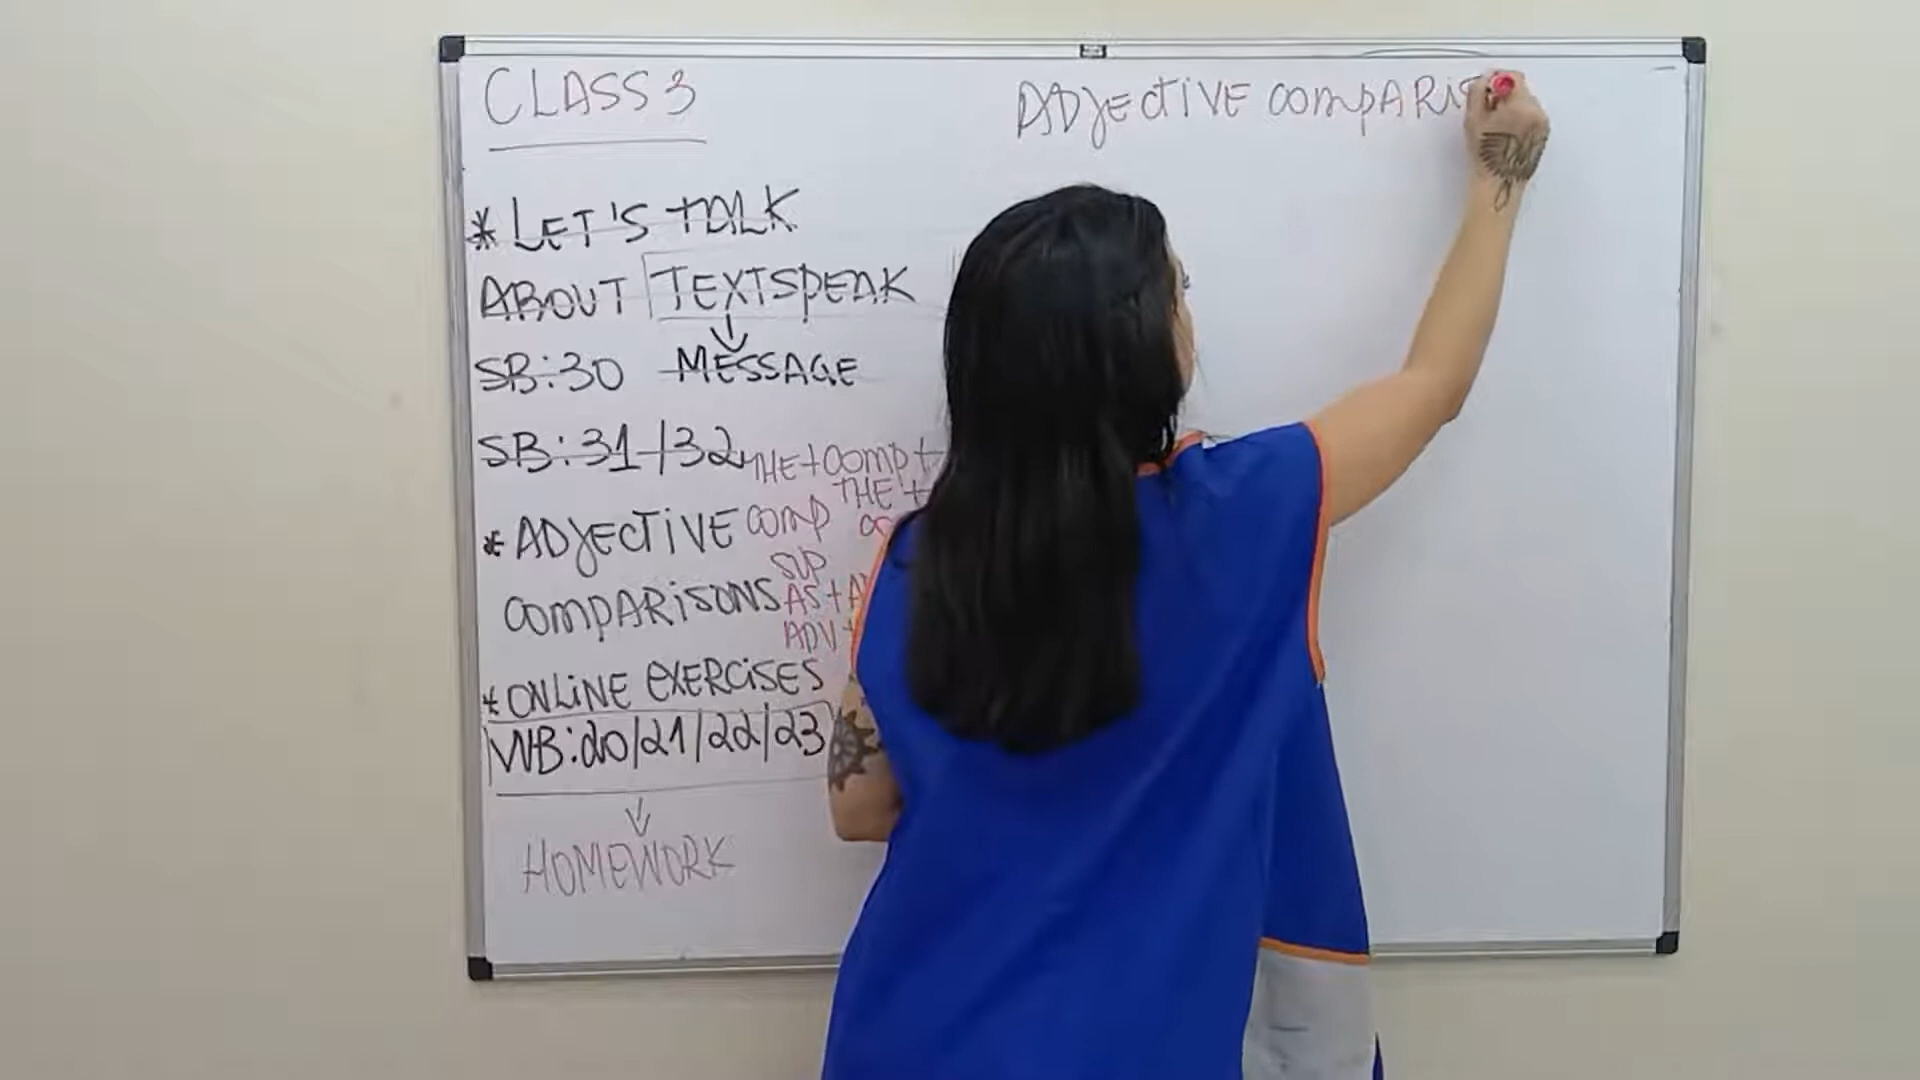 CLASS 3
* LET'S TALK
ABOUT TEXTSPEAK
SB:30 MESSAGE
SB:31/32 THE + COMP +
THE +
* ADJECTIVE COMP
SUP
COMPARISONS AS +
ADV +
* ONLINE EXERCISES
WB:20/21/22/23
HOMEWORK
ADJECTIVE COMPARIS